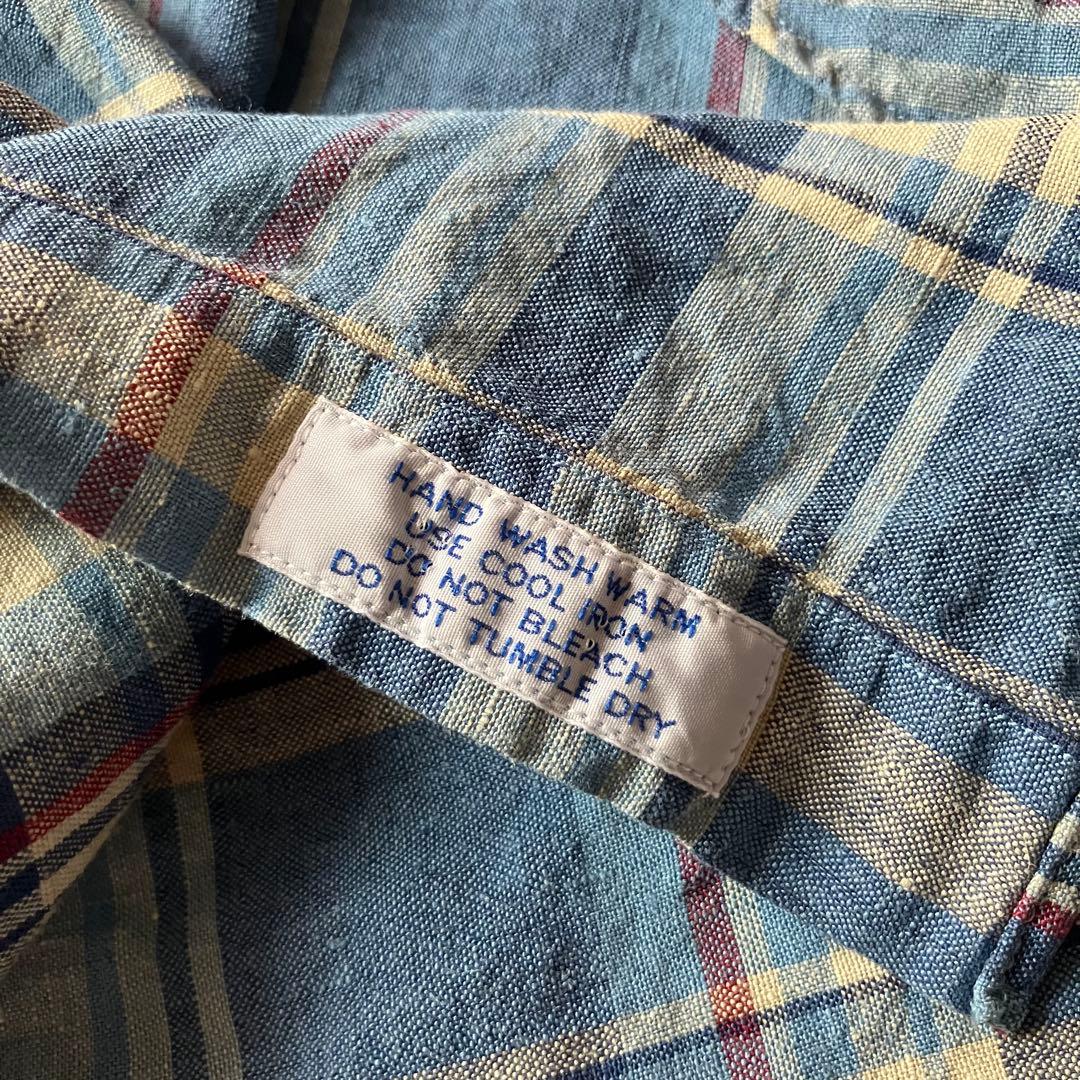 HAND WASH WARM
USE COOL IRON
DO NOT BLEACH
DO NOT TUMBLE DRY